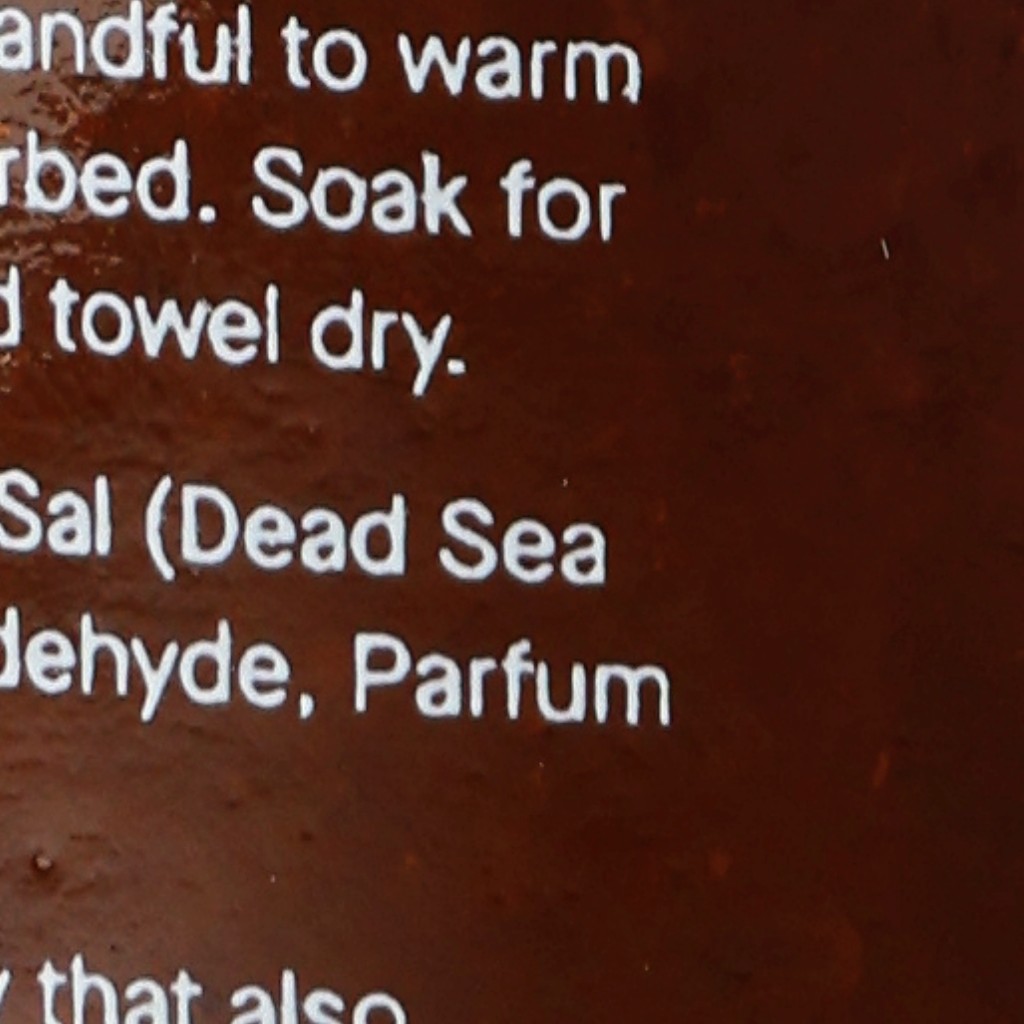 andful to warm
rbed. Soak for
d towel dry.
Sal (Dead Sea
dehyde, Parfum
that also